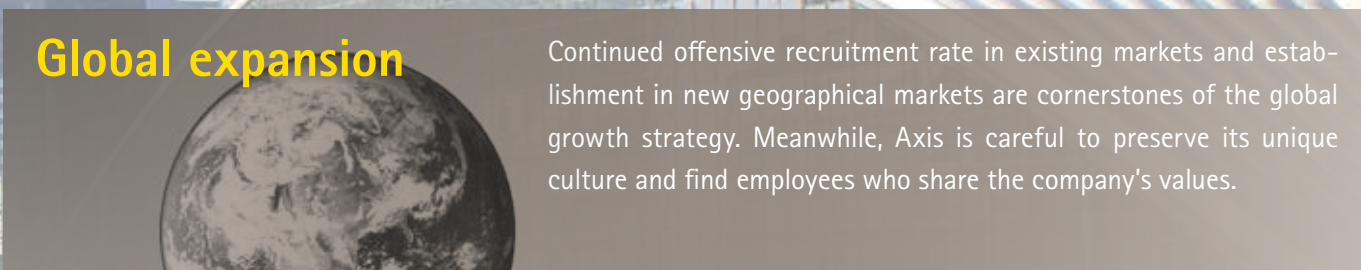 Global expansion
Continued offensive recruitment rate in existing markets and estab-
lishment in new geographical markets are cornerstones of the global
growth strategy. Meanwhile, Axis is careful to preserve its unique
culture and find employees who share the company's values.